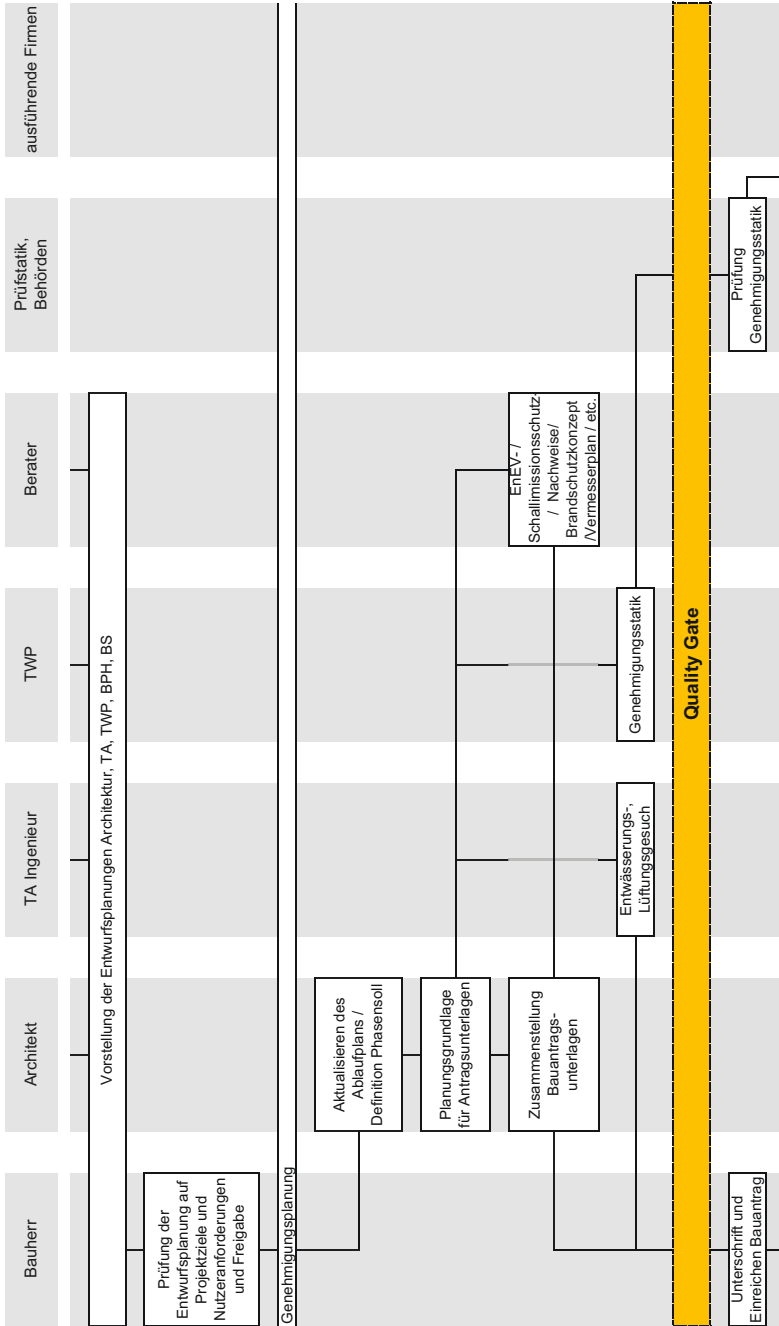 Bauherr
Architekt
TA Ingenieur
TWP
Berater
Prüfstatik,
Behörden
ausführende Firmen
Vorstellung der Entwurfsplanungen Architektur, TA, TWP, BPH, BS
Prüfung der
Entwurfsplanung auf
Projektziele und
Nutzeranforderungen
und Freigabe
Genehmigungsplanung
Aktualisieren des
Ablaufplans /
Definition Phasensoll
Planungsgrundlage
für Antragsunterlagen
Zusammenstellung
Bauantrags-
unterlagen
EnEV- /
Schallimissionsschutz-
/ Nachweise/
Brandschutzkonzept
/Vermesserplan / etc.
Entwässerungs-,
Lüftungsgesuch
Genehmigungsstatik
Quality Gate
Unterschrift und
Einreichen Bauantrag
Prüfung
Genehmigungsstatik